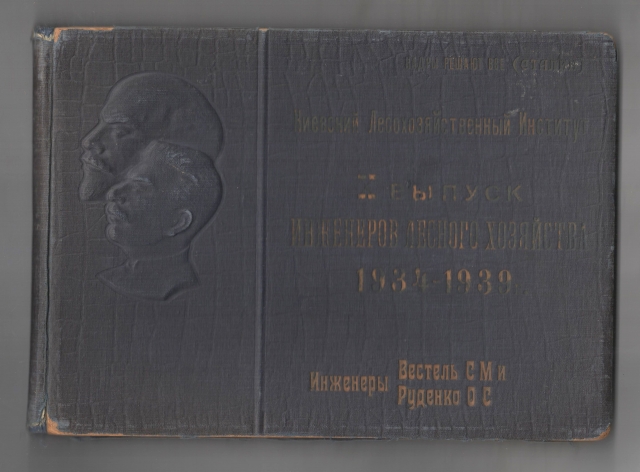 Киевский Лесохозяйственный Институт
X выпуск
инженеров лесного хозяйства
1934-1939
Инженеры Вестель С М и
Руденко О С